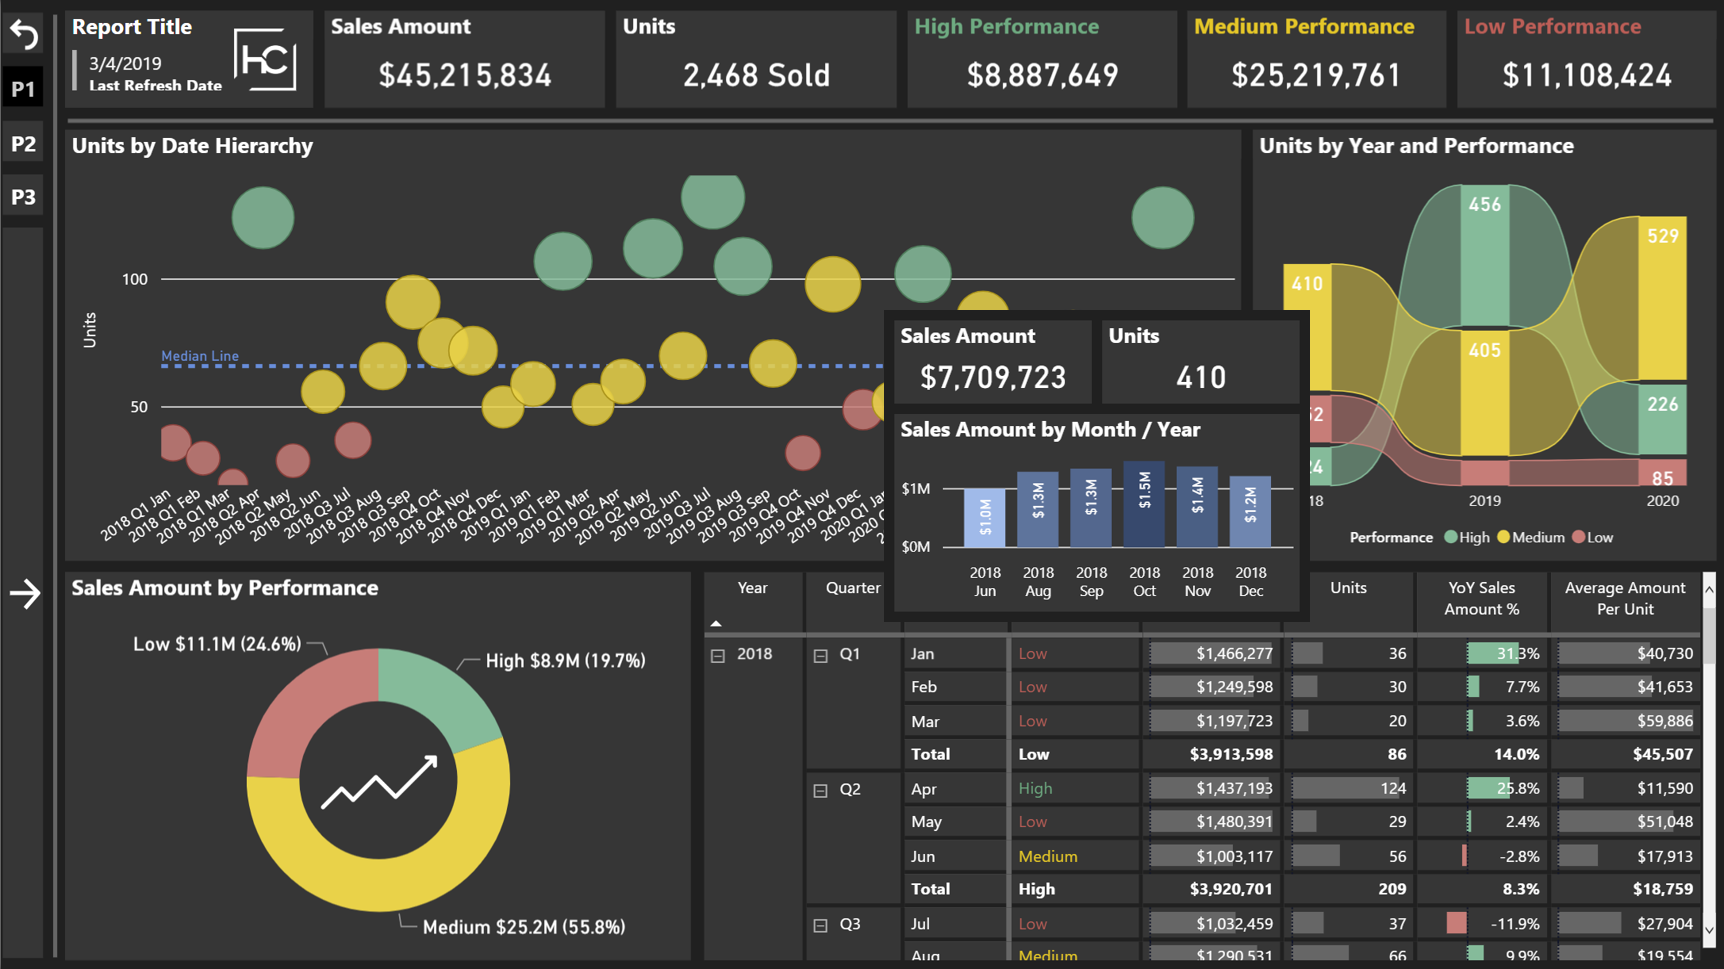 Report Title
3/4/2019
Last Refresh Date
HC
P1
P2
P3
Sales Amount
$45,215,834
Units
2,468 Sold
High Performance
$8,887,649
Medium Performance
$25,219,761
Low Performance
$11,108,424
Units by Date Hierarchy
Units
100
50
Median Line
2018 Q1 Jan
2018 Q1 Feb
2018 Q1 Mar
2018 Q2 Apr
2018 Q2 May
2018 Q2 Jun
2018 Q3 Jul
2018 Q3 Aug
2018 Q3 Sep
2018 Q4 Oct
2018 Q4 Nov
2018 Q4 Dec
2019 Q1 Jan
2019 Q1 Feb
2019 Q1 Mar
2019 Q2 Apr
2019 Q2 May
2019 Q2 Jun
2019 Q3 Jul
2019 Q3 Aug
2019 Q3 Sep
2019 Q4 Oct
2019 Q4 Nov
2019 Q4 Dec
2020 Q1 Ja
2020 Q
Sales Amount
$7,709,723
Units
410
Sales Amount by Month / Year
$1M
$0M
$1.0M
$1.3M
$1.3M
$1.5M
$1.4M
$1.2M
2018 2018 2018 2018 2018 2018
Jun Aug Sep Oct Nov Dec
Units by Year and Performance
456
529
410
405
226
52
24
85
18 2019 2020
Performance High Medium Low
Sales Amount by Performance
Low $11.1M (24.6%)
High $8.9M (19.7%)
Medium $25.2M (55.8%)
Year Quarter Units YoY Sales Amount % Average Amount Per Unit
2018 Q1 Jan Low $1,466,277 36 31.3% $40,730
Feb Low $1,249,598 30 7.7% $41,653
Mar Low $1,197,723 20 3.6% $59,886
Total Low $3,913,598 86 14.0% $45,507
Q2 Apr High $1,437,193 124 25.8% $11,590
May Low $1,480,391 29 2.4% $51,048
Jun Medium $1,003,117 56 -2.8% $17,913
Total High $3,920,701 209 8.3% $18,759
Q3 Jul Low $1,032,459 37 -11.9% $27,904
Aug Medium $1,290,531 66 9.9% $19,554